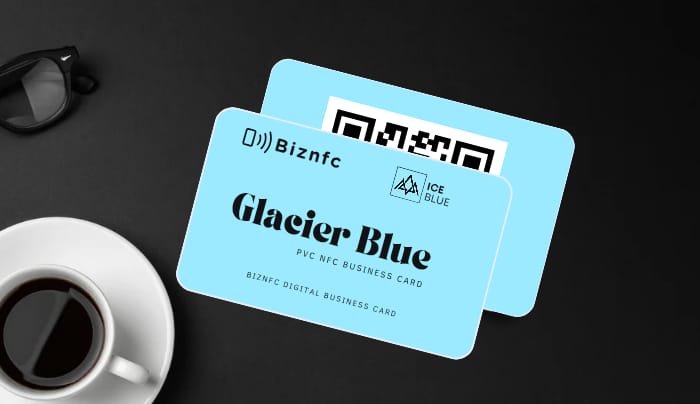 Biznfc
ICE
BLUE
Glacier Blue
PVC NFC BUSINESS CARD
BIZNFC DIGITAL BUSINESS CARD